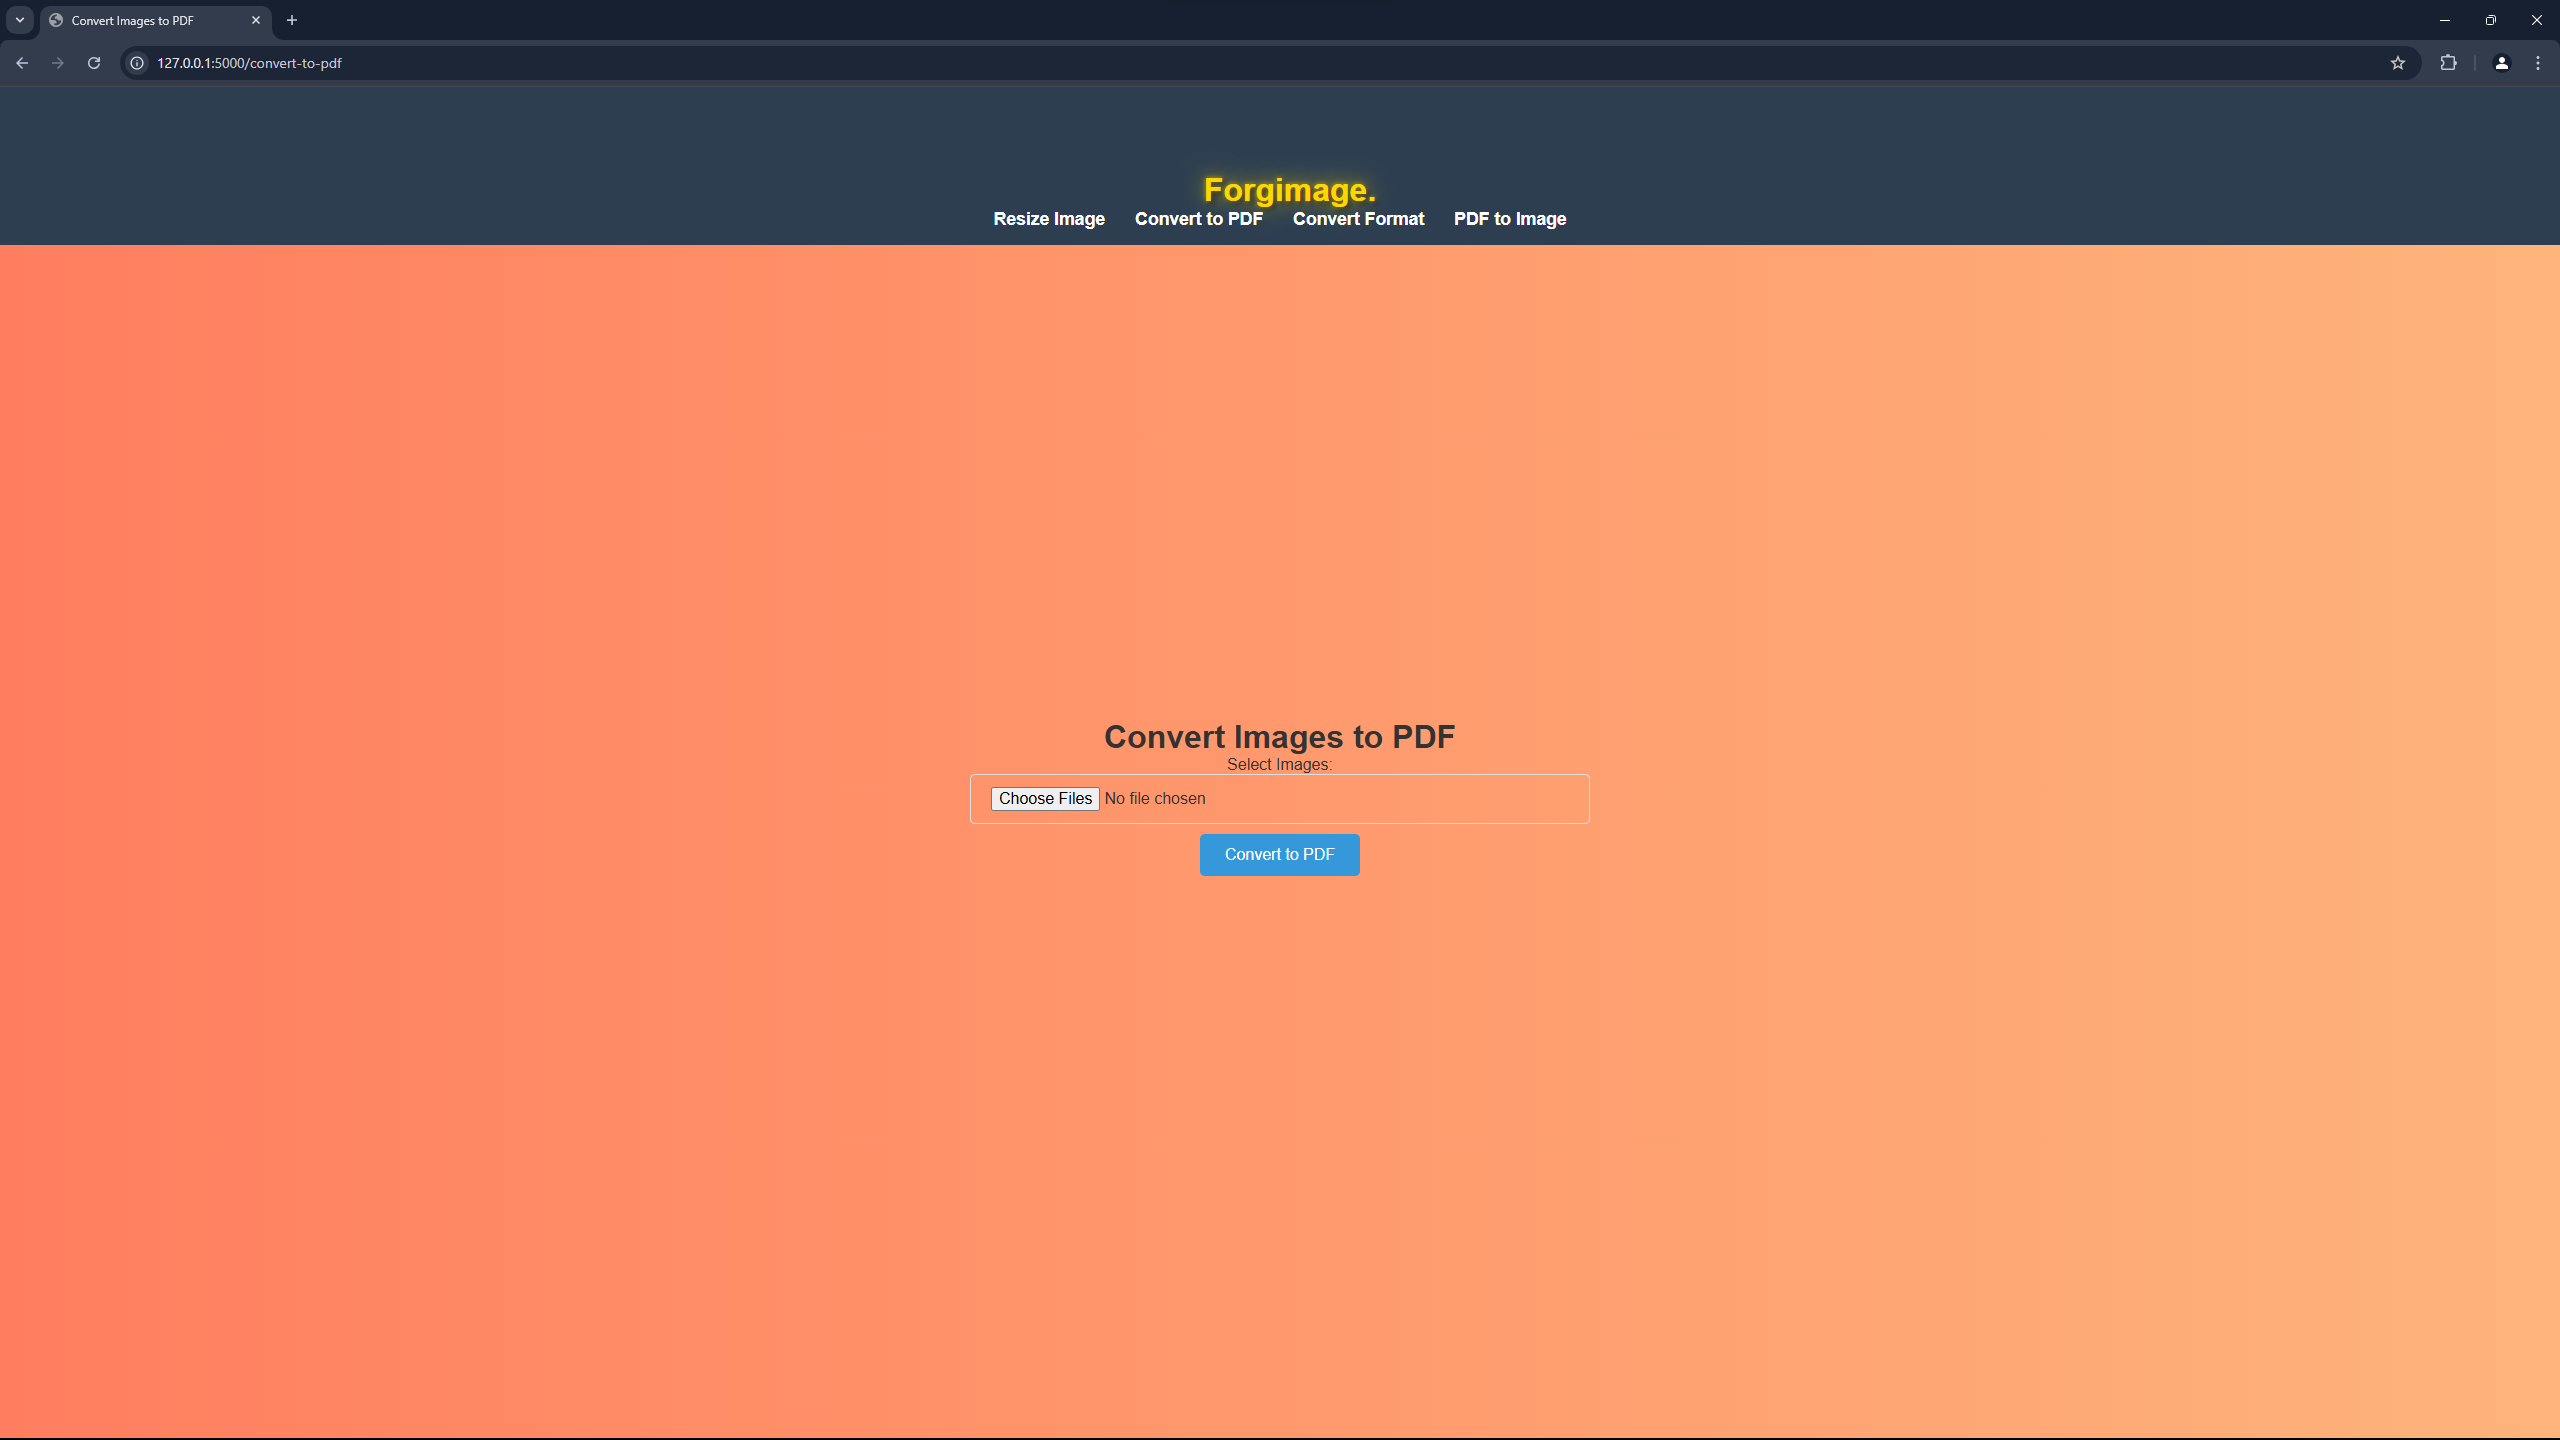 Convert Images to PDF
127.0.0.1:5000/convert-to-pdf
Forgimage.
Resize Image Convert to PDF Convert Format PDF to Image
Convert Images to PDF
Select Images:
Choose Files No file chosen
Convert to PDF